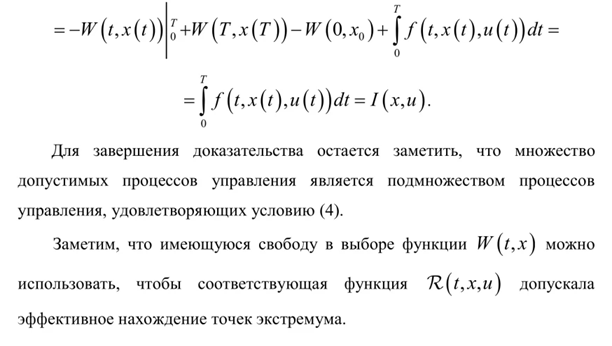 = −W(t, x(t))|₀ᵀ + W(T, x(T)) − W(0, x₀) + ∫₀ᵀ f(t, x(t), u(t))dt =
= ∫₀ᵀ f(t, x(t), u(t))dt = I(x, u).
Для завершения доказательства остается заметить, что множество
допустимых процессов управления является подмножеством процессов
управления, удовлетворяющих условию (4).
Заметим, что имеющуюся свободу в выборе функции W(t, x) можно
использовать, чтобы соответствующая функция ℛ(t, x, u) допускала
эффективное нахождение точек экстремума.